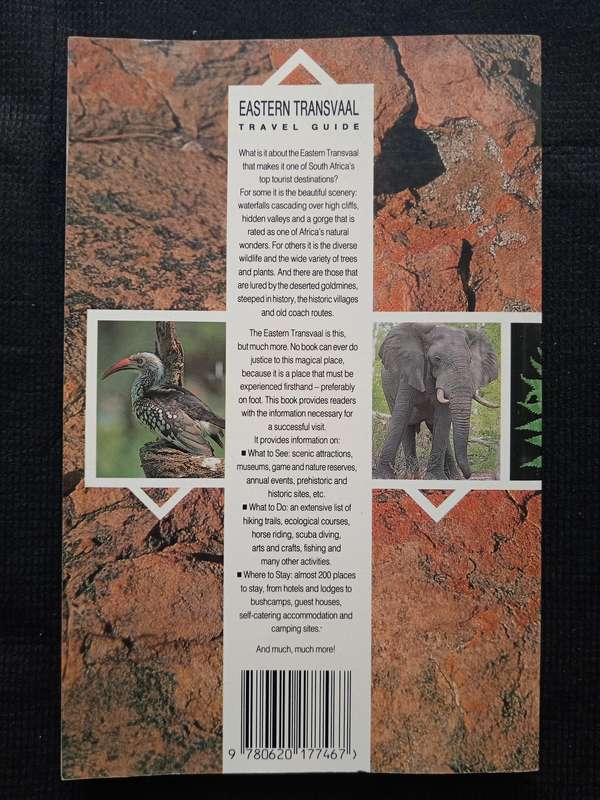 EASTERN TRANSVAAL
TRAVEL GUIDE
What is it about the Eastern Transvaal
that makes it one of South Africa's
top tourist destinations?
For some it is the beautiful scenery:
waterfalls cascading over high cliffs,
hidden valleys and a gorge that is
rated as one of Africa's natural
wonders. For others it is the diverse
wildlife and the wide variety of trees
and plants. And there are those that
are lured by the deserted goldmines,
steeped in history, the historic villages
and old coach routes.
The Eastern Transvaal is this,
but much more. No book can ever do
justice to this magical place,
because it is a place that must be
experienced firsthand – preferably
on foot. This book provides readers
with the information necessary for
a successful visit.
It provides information on:
■ What to See: scenic attractions,
museums, game and nature reserves,
annual events, prehistoric and
historic sites, etc.
■ What to Do: an extensive list of
hiking trails, ecological courses,
horse riding, scuba diving,
arts and crafts, fishing and
many other activities.
■ Where to Stay: almost 200 places
to stay, from hotels and lodges to
bushcamps, guest houses,
self-catering accommodation and
camping sites.
And much, much more!
9 780620 177467 >